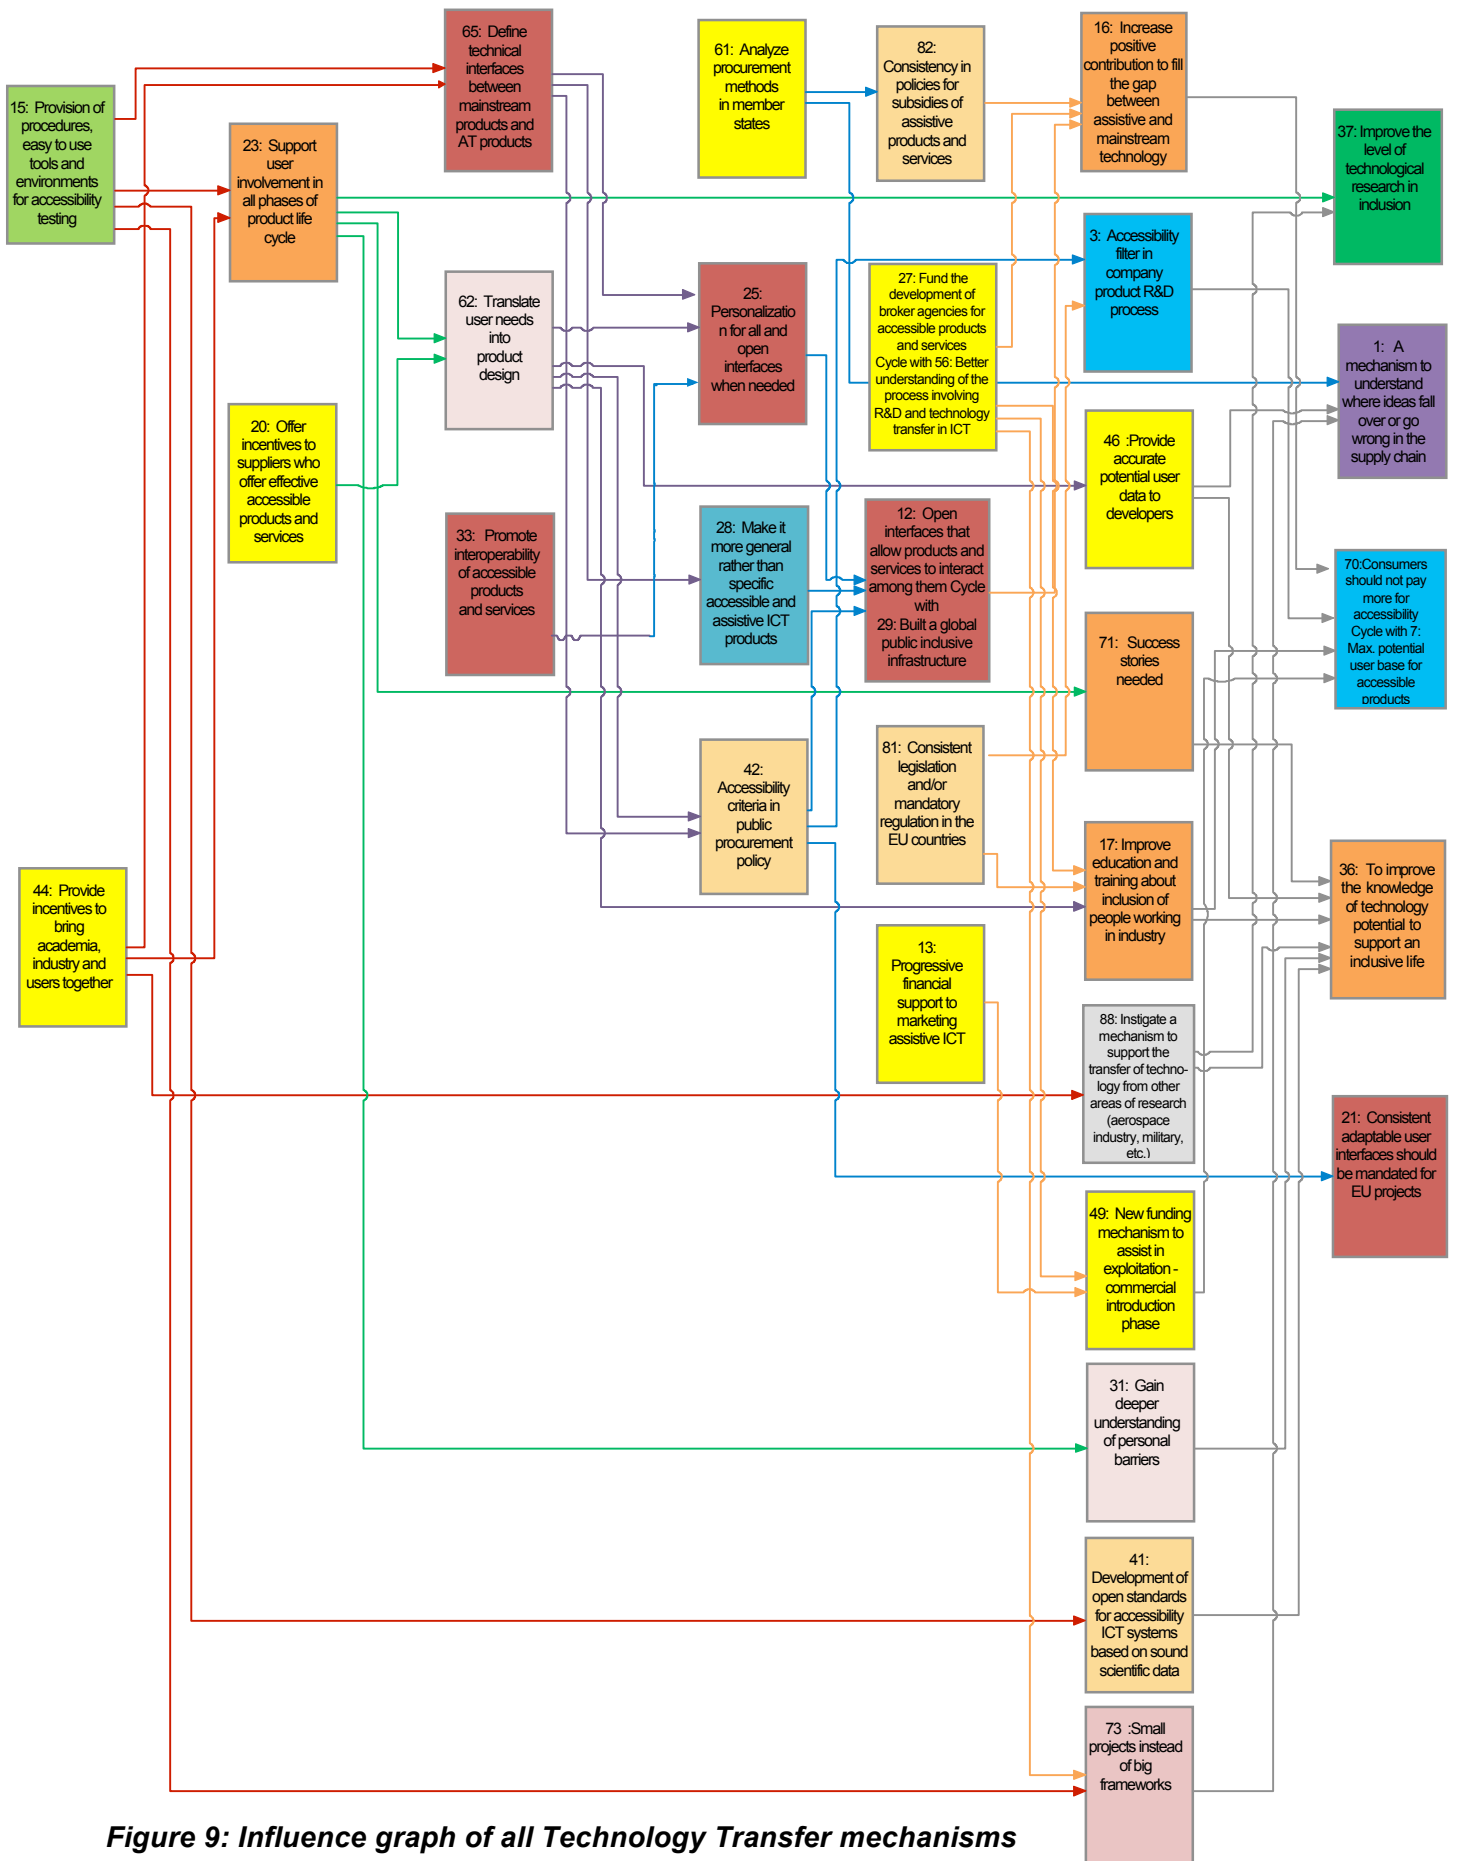 15: Provision of
procedures,
easy to use
tools and
environments
for accessibility
testing
44: Provide
incentives to
bring
academia,
industry and
users together
23: Support
user
involvement in
all phases of
product life
cycle
20: Offer
incentives to
suppliers who
offer effective
accessible
products and
services
65: Define
technical
interfaces
between
mainstream
products and
AT products
62: Translate
user needs
into
product
design
33: Promote
interoperability
of accessible
products
and services
61: Analyze
procurement
methods
in member
states
25:
Personalizatio
n for all and
open
interfaces
when needed
28: Make it
more general
rather than
specific
accessible and
assistive ICT
products
42:
Accessibility
criteria in
public
procurement
policy
82:
Consistency in
policies for
subsidies of
assistive
products and
services
27: Fund the
development of
broker agencies for
accessible products
and services
Cycle with 56: Better
understanding of the
process involving
R&D and technology
transfer in ICT
12: Open
interfaces that
allow products and
services to interact
among them Cycle
with
29: Built a global
public inclusive
infrastructure
81: Consistent
legislation
and/or
mandatory
regulation in the
EU countries
13:
Progressive
financial
support to
marketing
assistive ICT
16: Increase
positive
contribution to fill
the gap
between
assistive and
mainstream
technology
3: Accessibility
filter in
company
product R&D
process
46 :Provide
accurate
potential user
data to
developers
71: Success
stories
needed
17: Improve
education and
training about
inclusion of
people working
in industry
88: Instigate a
mechanism to
support the
transfer of techno-
logy from other
areas of research
(aerospace
industry, military,
etc.)
49: New funding
mechanism to
assist in
exploitation -
commercial
introduction
phase
31: Gain
deeper
understanding
of personal
barriers
41:
Development of
open standards
for accessibility
ICT systems
based on sound
scientific data
73 :Small
projects instead
of big
frameworks
37: Improve the
level of
technological
research in
inclusion
1: A
mechanism to
understand
where ideas fall
over or go
wrong in the
supply chain
70:Consumers
should not pay
more for
accessibility
Cycle with 7:
Max. potential
user base for
accessible
products
36: To improve
the knowledge
of technology
potential to
support an
inclusive life
21: Consistent
adaptable user
interfaces should
be mandated for
EU projects
Figure 9: Influence graph of all Technology Transfer mechanisms